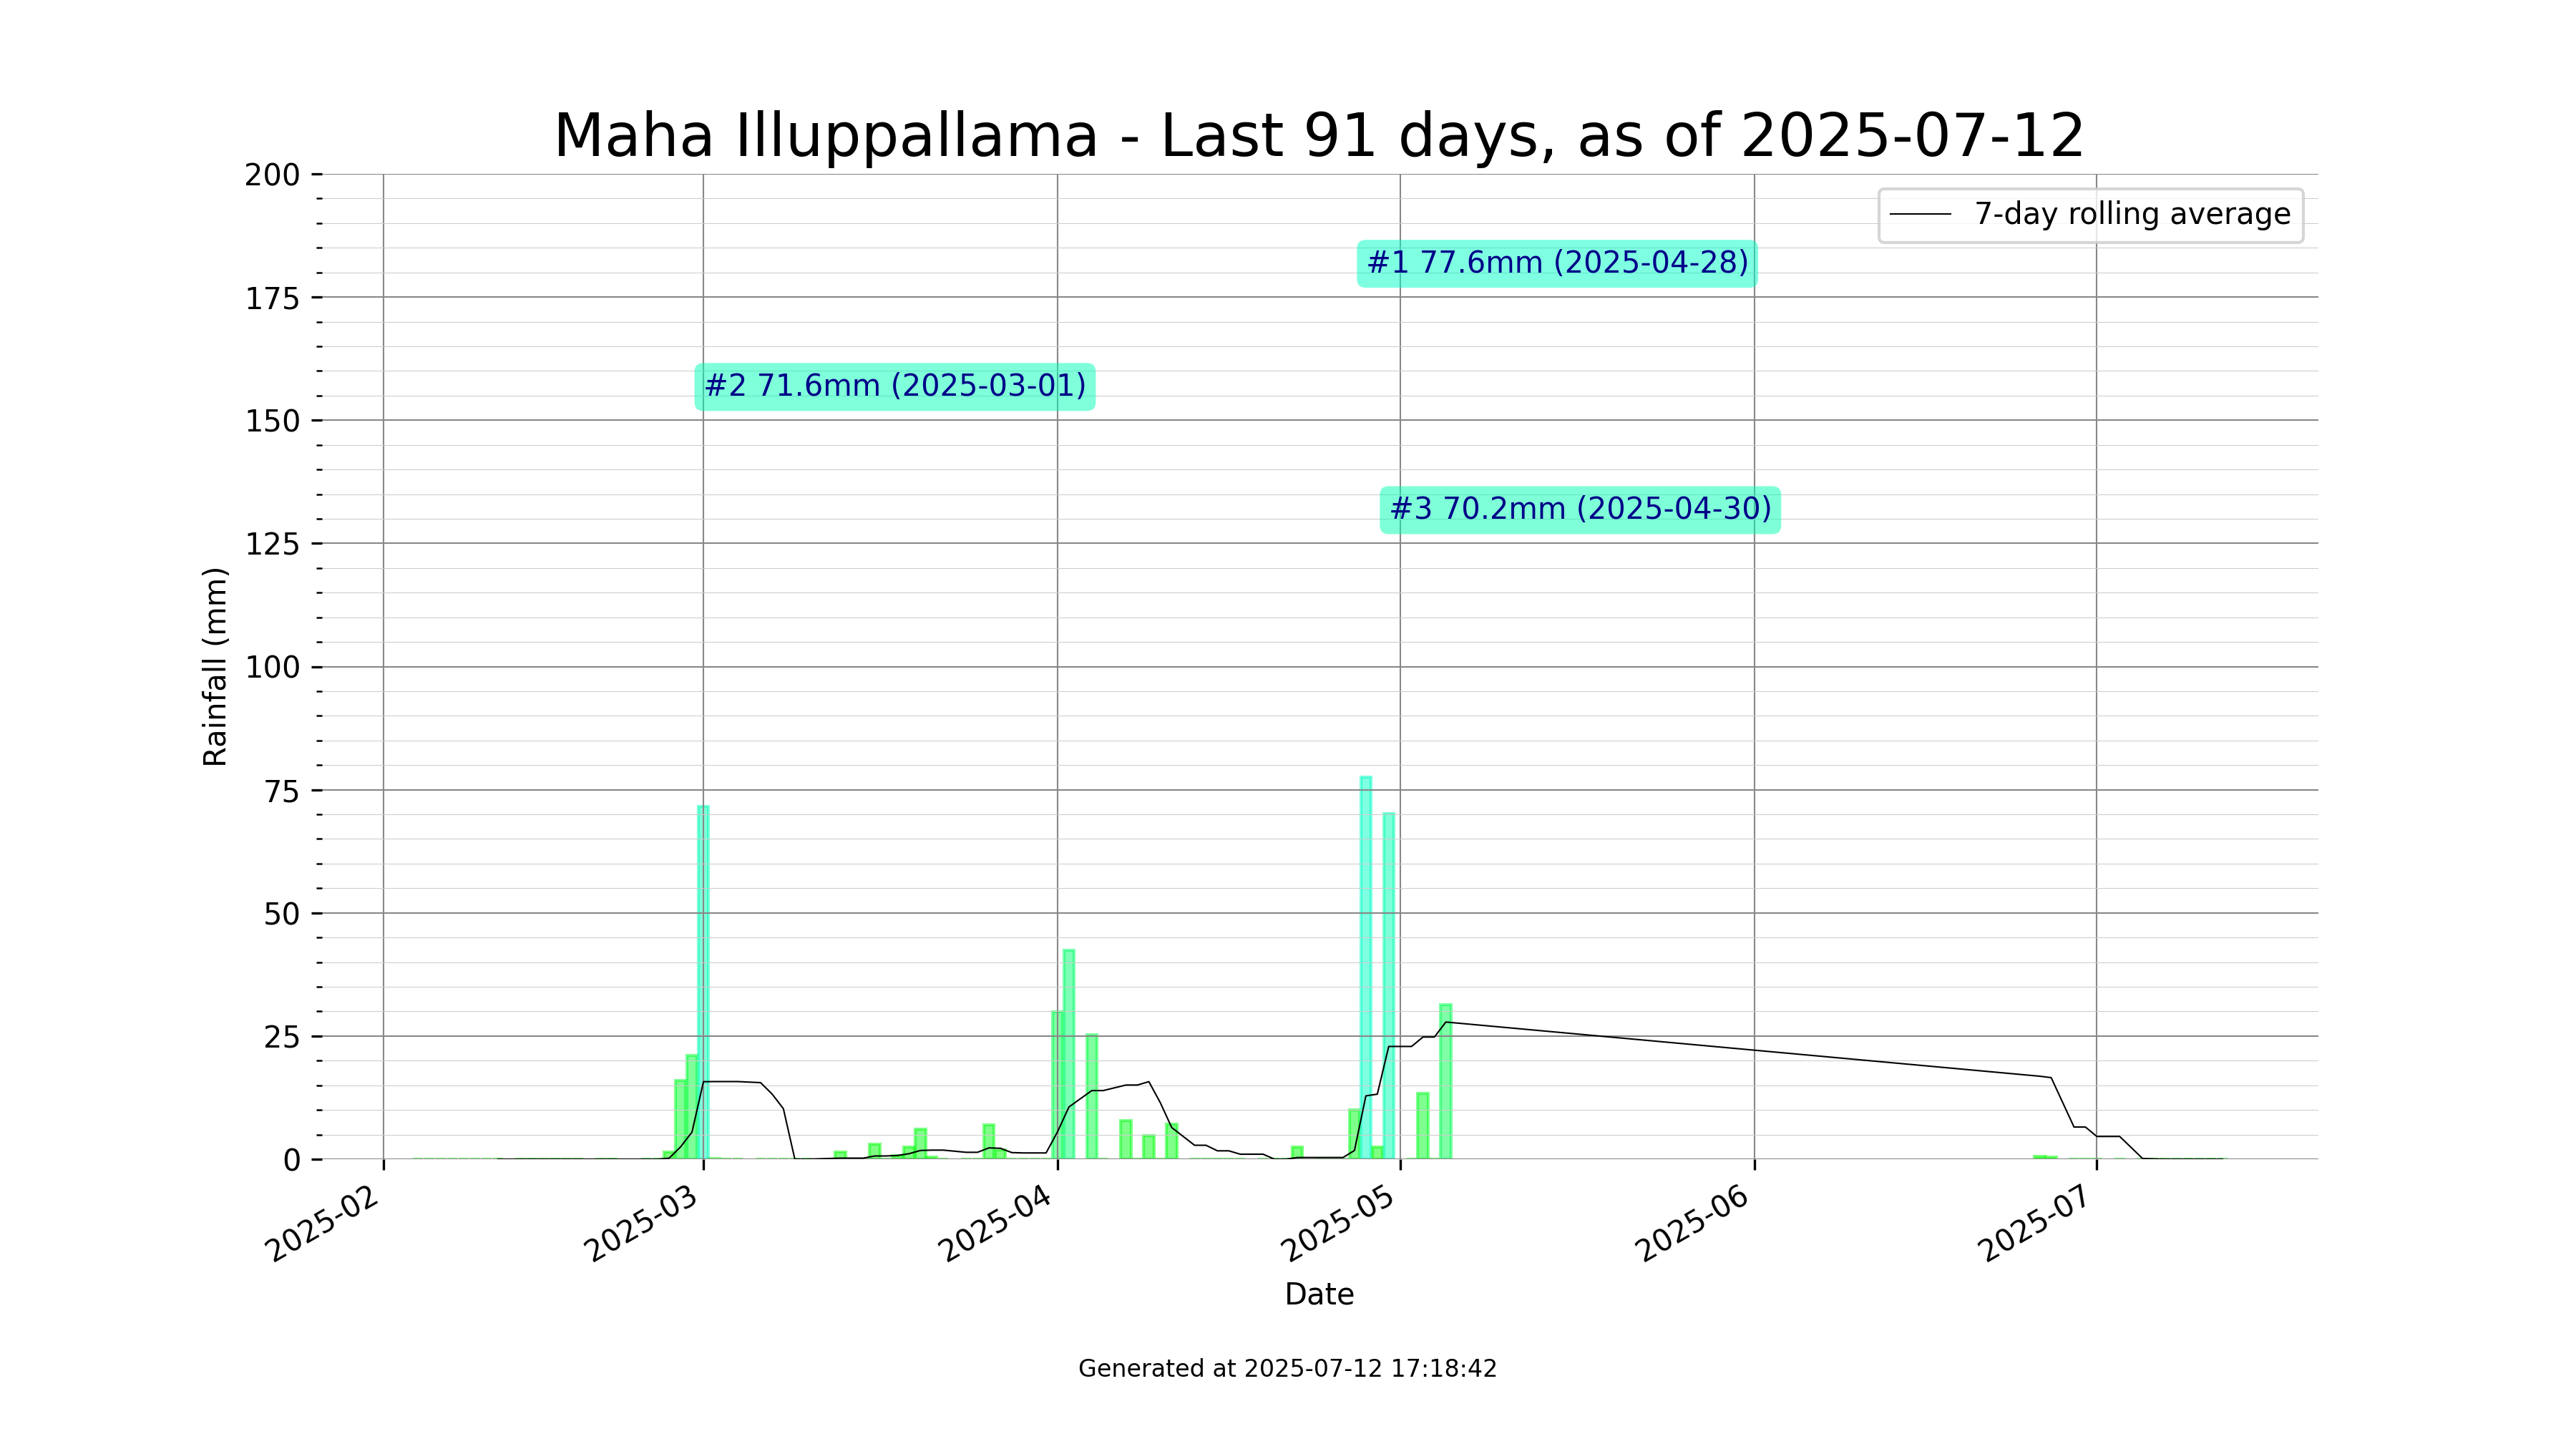 Maha Illuppallama - Last 91 days, as of 2025-07-12
200
175
150
125
100
75
50
25
0
Rainfall (mm)
7-day rolling average
#1 77.6mm (2025-04-28)
#2 71.6mm (2025-03-01)
#3 70.2mm (2025-04-30)
2025-02
2025-03
2025-04
2025-05
2025-06
2025-07
Date
Generated at 2025-07-12 17:18:42